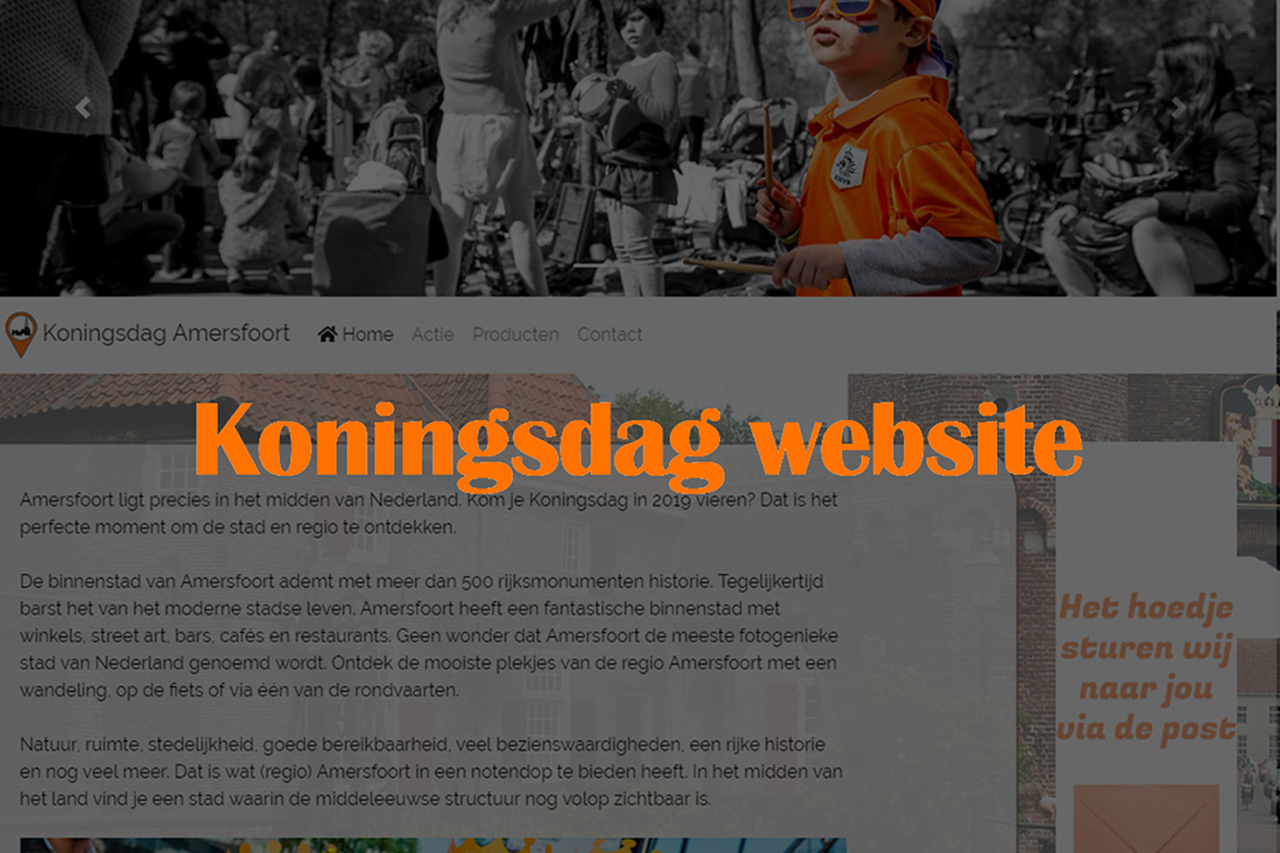 KNVB
Koningsdag Amersfoort Home Actie Producten Contact
Koningsdag website
Amersfoort ligt precies in het midden van Nederland. Kom je Koningsdag in 2019 vieren? Dat is het
perfecte moment om de stad en regio te ontdekken.
De binnenstad van Amersfoort ademt met meer dan 500 rijksmonumenten historie. Tegelijkertijd
barst het van het moderne stadse leven. Amersfoort heeft een fantastische binnenstad met
winkels, street art, bars, cafés en restaurants. Geen wonder dat Amersfoort de meeste fotogenieke
stad van Nederland genoemd wordt. Ontdek de mooiste plekjes van de regio Amersfoort met een
wandeling, op de fiets of via één van de rondvaarten.
Natuur, ruimte, stedelijkheid, goede bereikbaarheid, veel bezienswaardigheden, een rijke historie
en nog veel meer. Dat is wat (regio) Amersfoort in een notendop te bieden heeft. In het midden van
het land vind je een stad waarin de middeleeuwse structuur nog volop zichtbaar is.
Het hoedje
sturen wij
naar jou
via de post